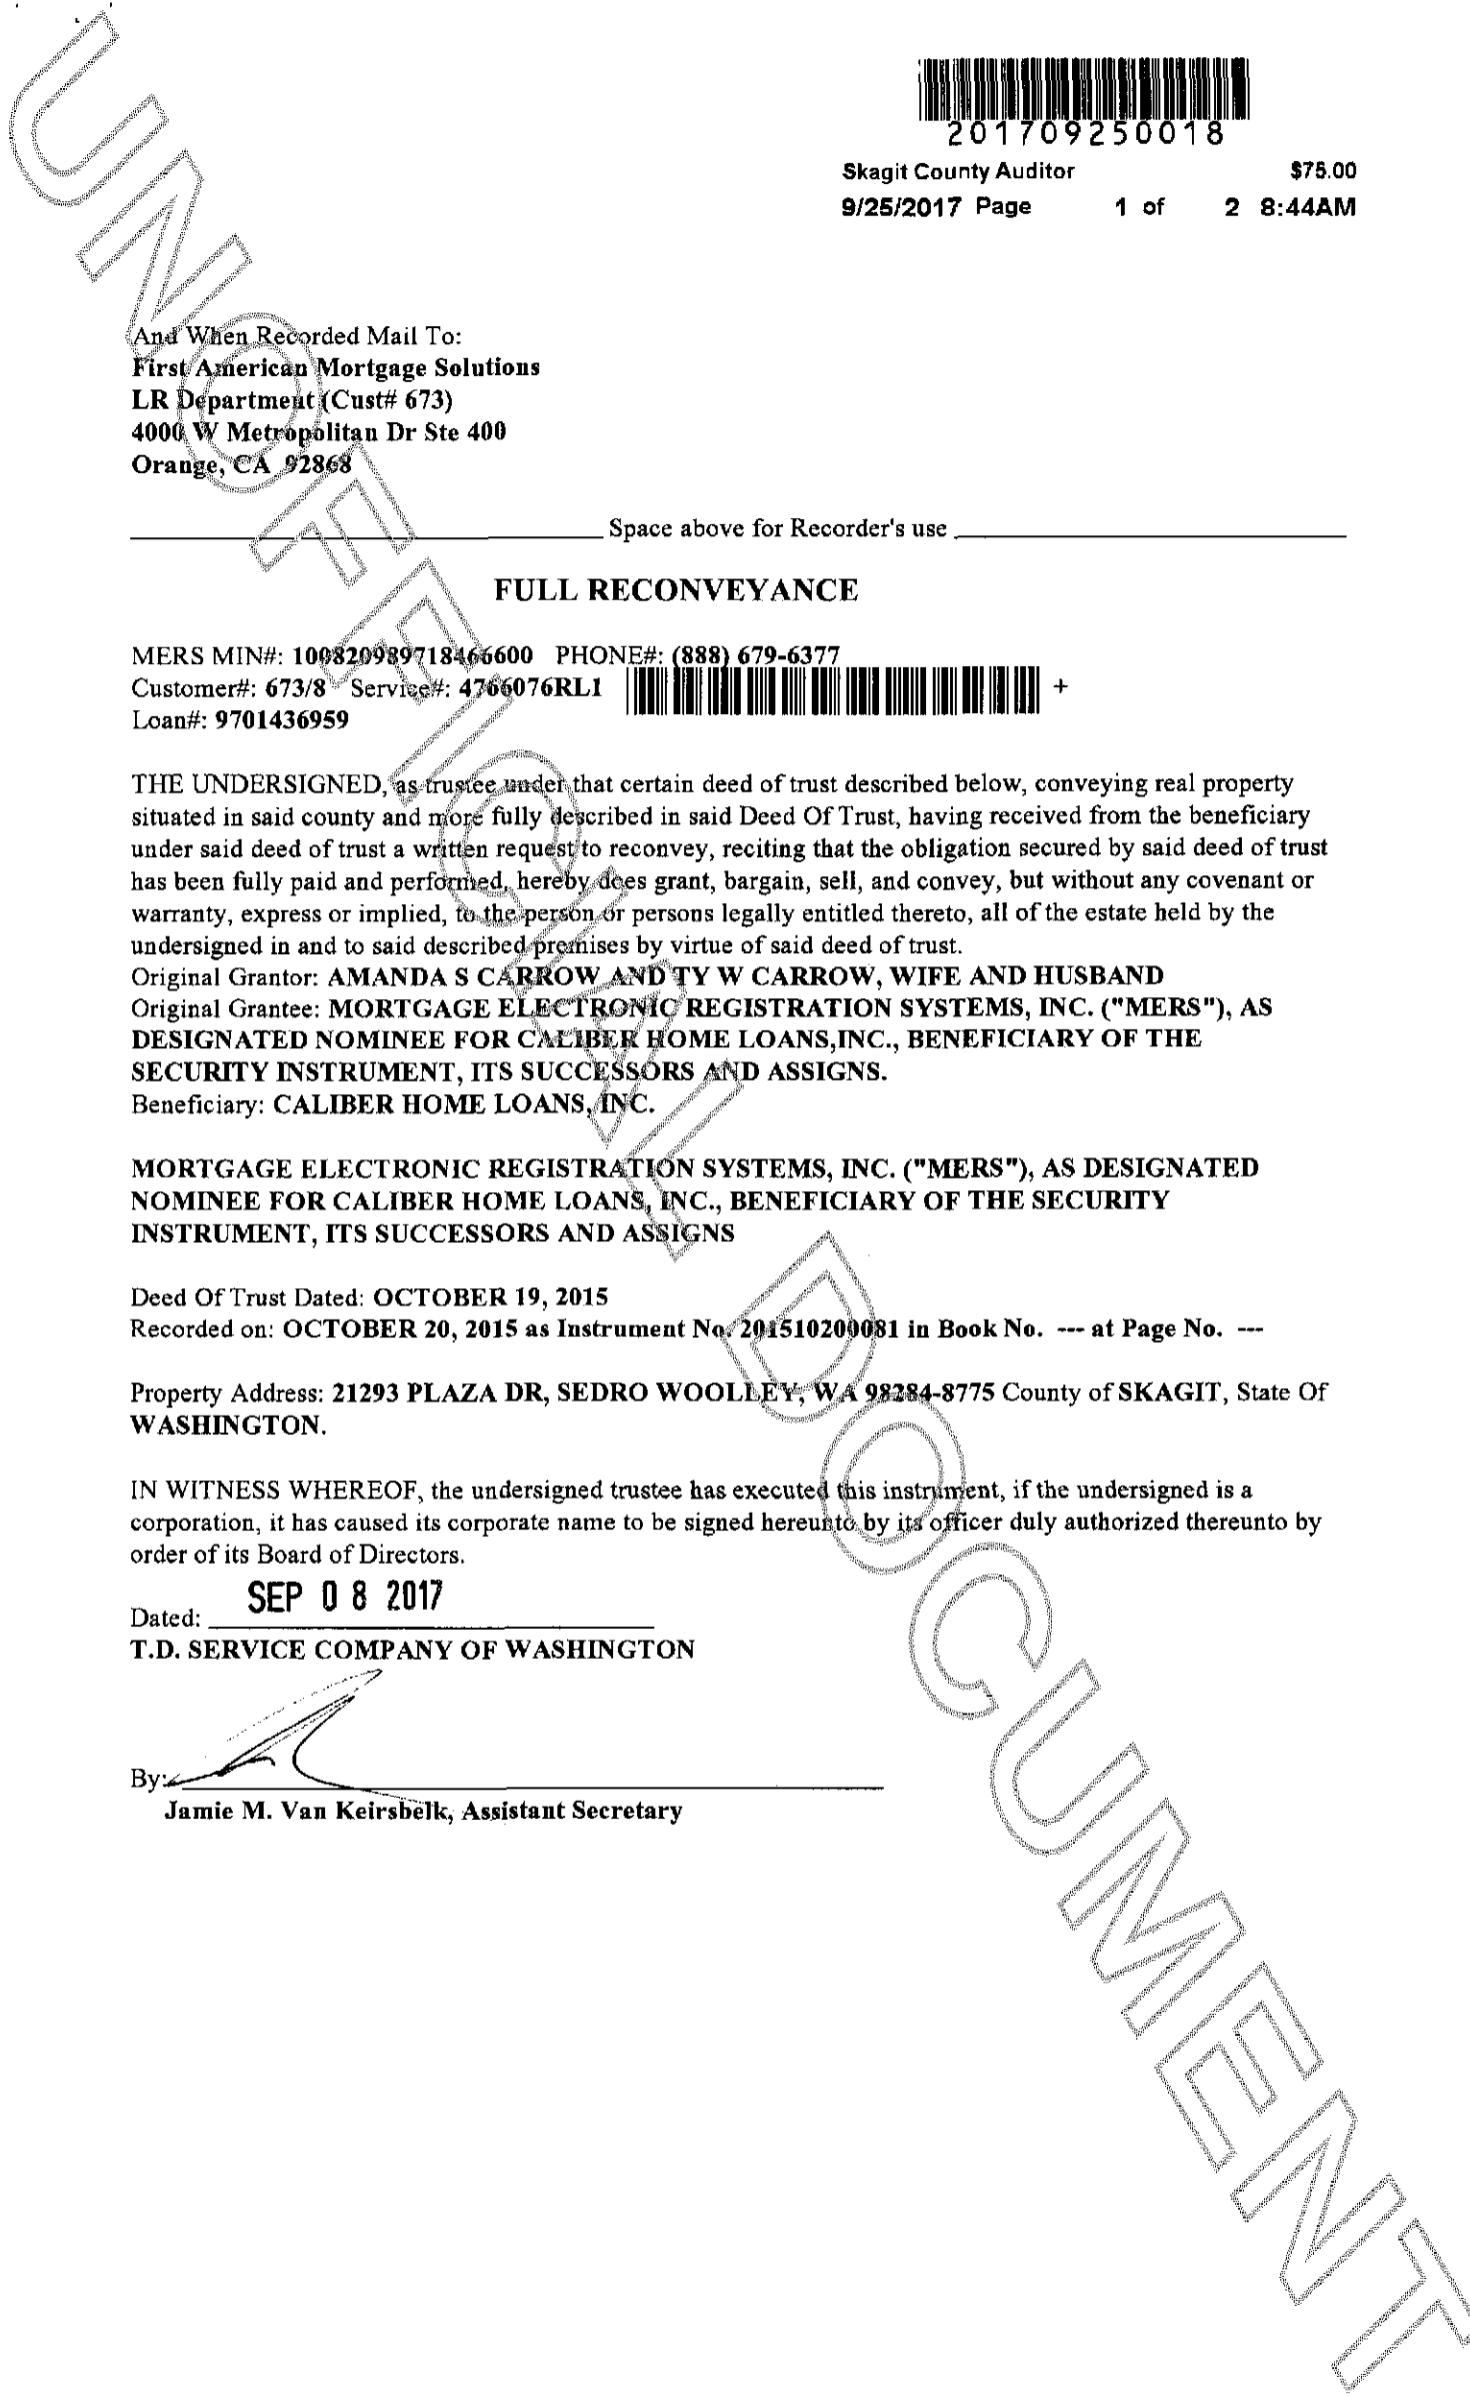 201709250018
Skagit County Auditor $75.00
9/25/2017 Page 1 of 2 8:44AM
And When Recorded Mail To:
First American Mortgage Solutions
LR Department (Cust# 673)
4000 W Metropolitan Dr Ste 400
Orange, CA 92868
Space above for Recorder's use
FULL RECONVEYANCE
MERS MIN#: 100820989718466600 PHONE#: (888) 679-6377
Customer#: 673/8 Service#: 4766076RL1 +
Loan#: 9701436959
THE UNDERSIGNED, as trustee under that certain deed of trust described below, conveying real property
situated in said county and more fully described in said Deed Of Trust, having received from the beneficiary
under said deed of trust a written request to reconvey, reciting that the obligation secured by said deed of trust
has been fully paid and performed, hereby does grant, bargain, sell, and convey, but without any covenant or
warranty, express or implied, to the person or persons legally entitled thereto, all of the estate held by the
undersigned in and to said described premises by virtue of said deed of trust.
Original Grantor: AMANDA S CARROW AND TY W CARROW, WIFE AND HUSBAND
Original Grantee: MORTGAGE ELECTRONIC REGISTRATION SYSTEMS, INC. ("MERS"), AS
DESIGNATED NOMINEE FOR CALIBER HOME LOANS,INC., BENEFICIARY OF THE
SECURITY INSTRUMENT, ITS SUCCESSORS AND ASSIGNS.
Beneficiary: CALIBER HOME LOANS, INC.
MORTGAGE ELECTRONIC REGISTRATION SYSTEMS, INC. ("MERS"), AS DESIGNATED
NOMINEE FOR CALIBER HOME LOANS, INC., BENEFICIARY OF THE SECURITY
INSTRUMENT, ITS SUCCESSORS AND ASSIGNS
Deed Of Trust Dated: OCTOBER 19, 2015
Recorded on: OCTOBER 20, 2015 as Instrument No. 201510200081 in Book No. --- at Page No. ---
Property Address: 21293 PLAZA DR, SEDRO WOOLLEY, WA 98284-8775 County of SKAGIT, State Of
WASHINGTON.
IN WITNESS WHEREOF, the undersigned trustee has executed this instrument, if the undersigned is a
corporation, it has caused its corporate name to be signed hereunto by its officer duly authorized thereunto by
order of its Board of Directors.
Dated: SEP 08 2017
T.D. SERVICE COMPANY OF WASHINGTON
By:
Jamie M. Van Keirsbelk, Assistant Secretary
UNOFFICIAL DOCUMENT